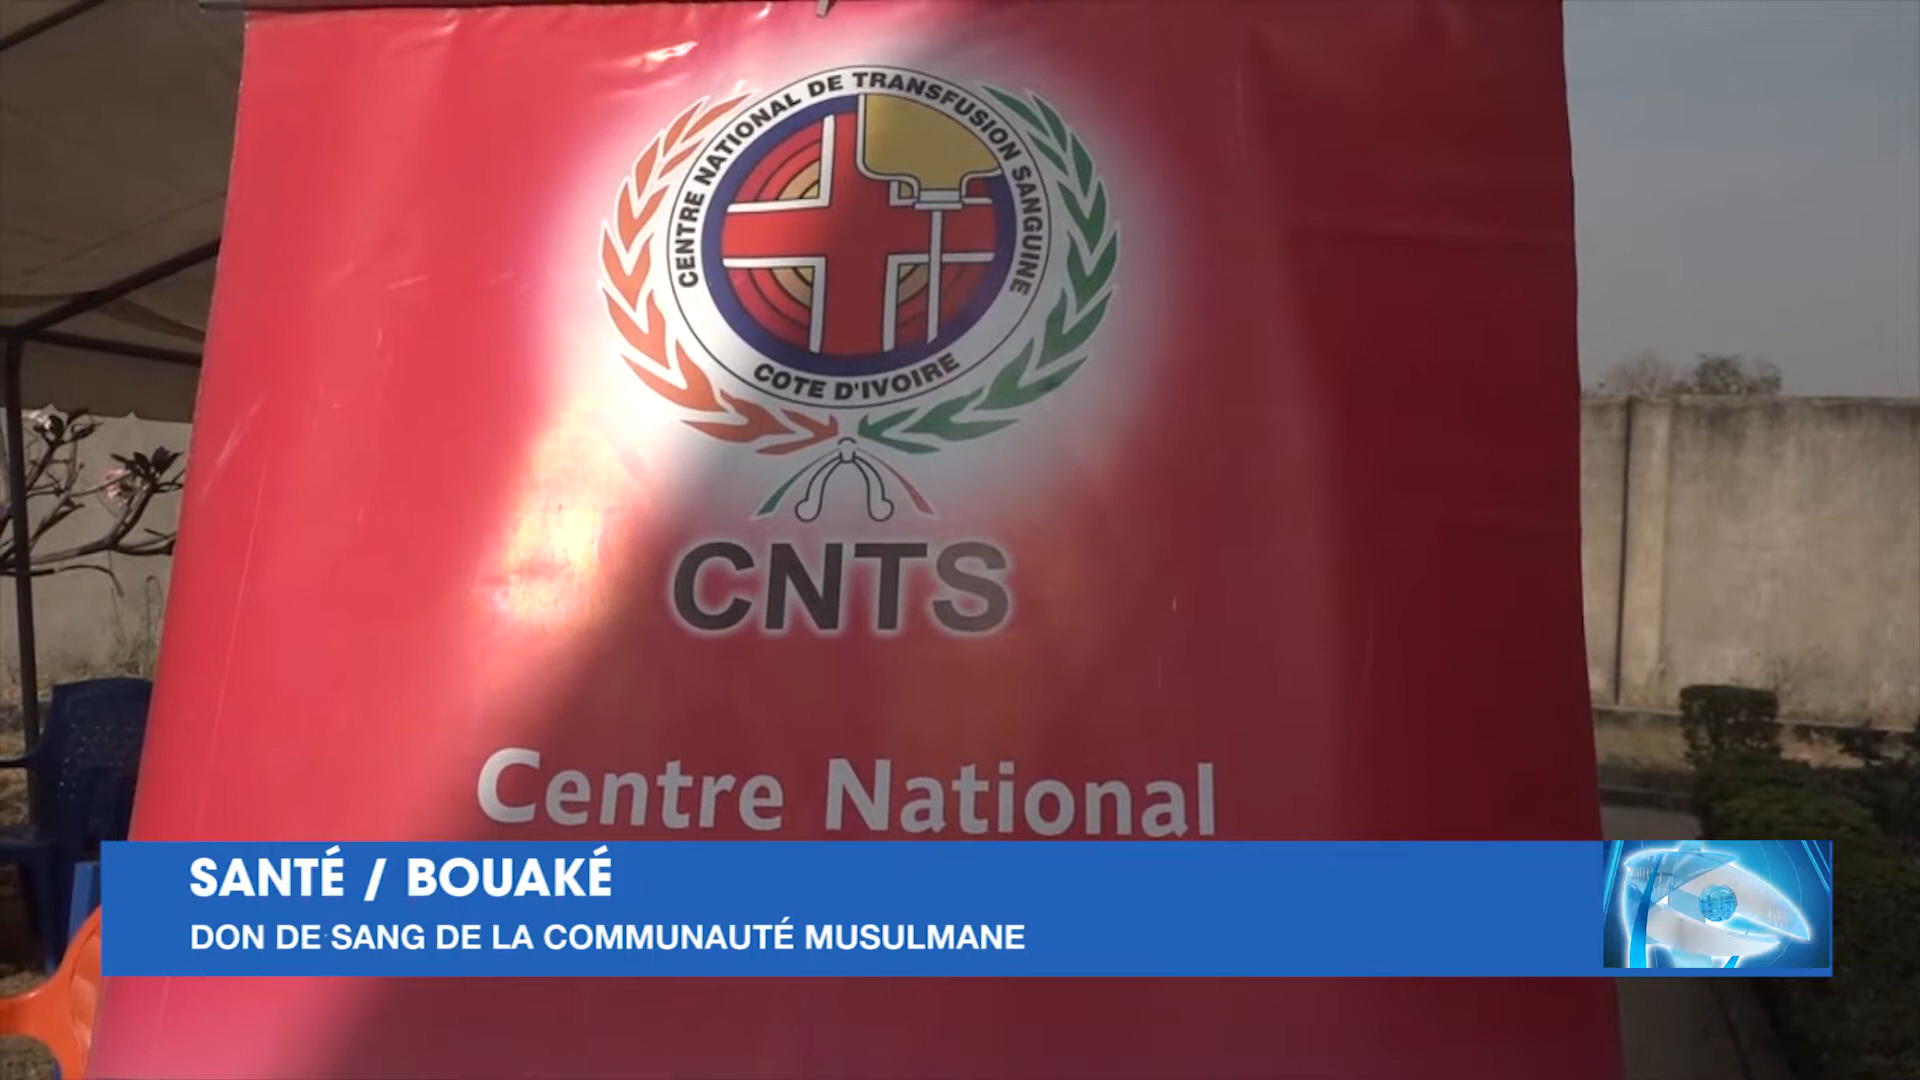 CENTRE NATIONAL DE TRANSFUSION SANGUINE
COTE D'IVOIRE
CNTS
Centre National
SANTÉ / BOUAKÉ
DON DE SANG DE LA COMMUNAUTÉ MUSULMANE